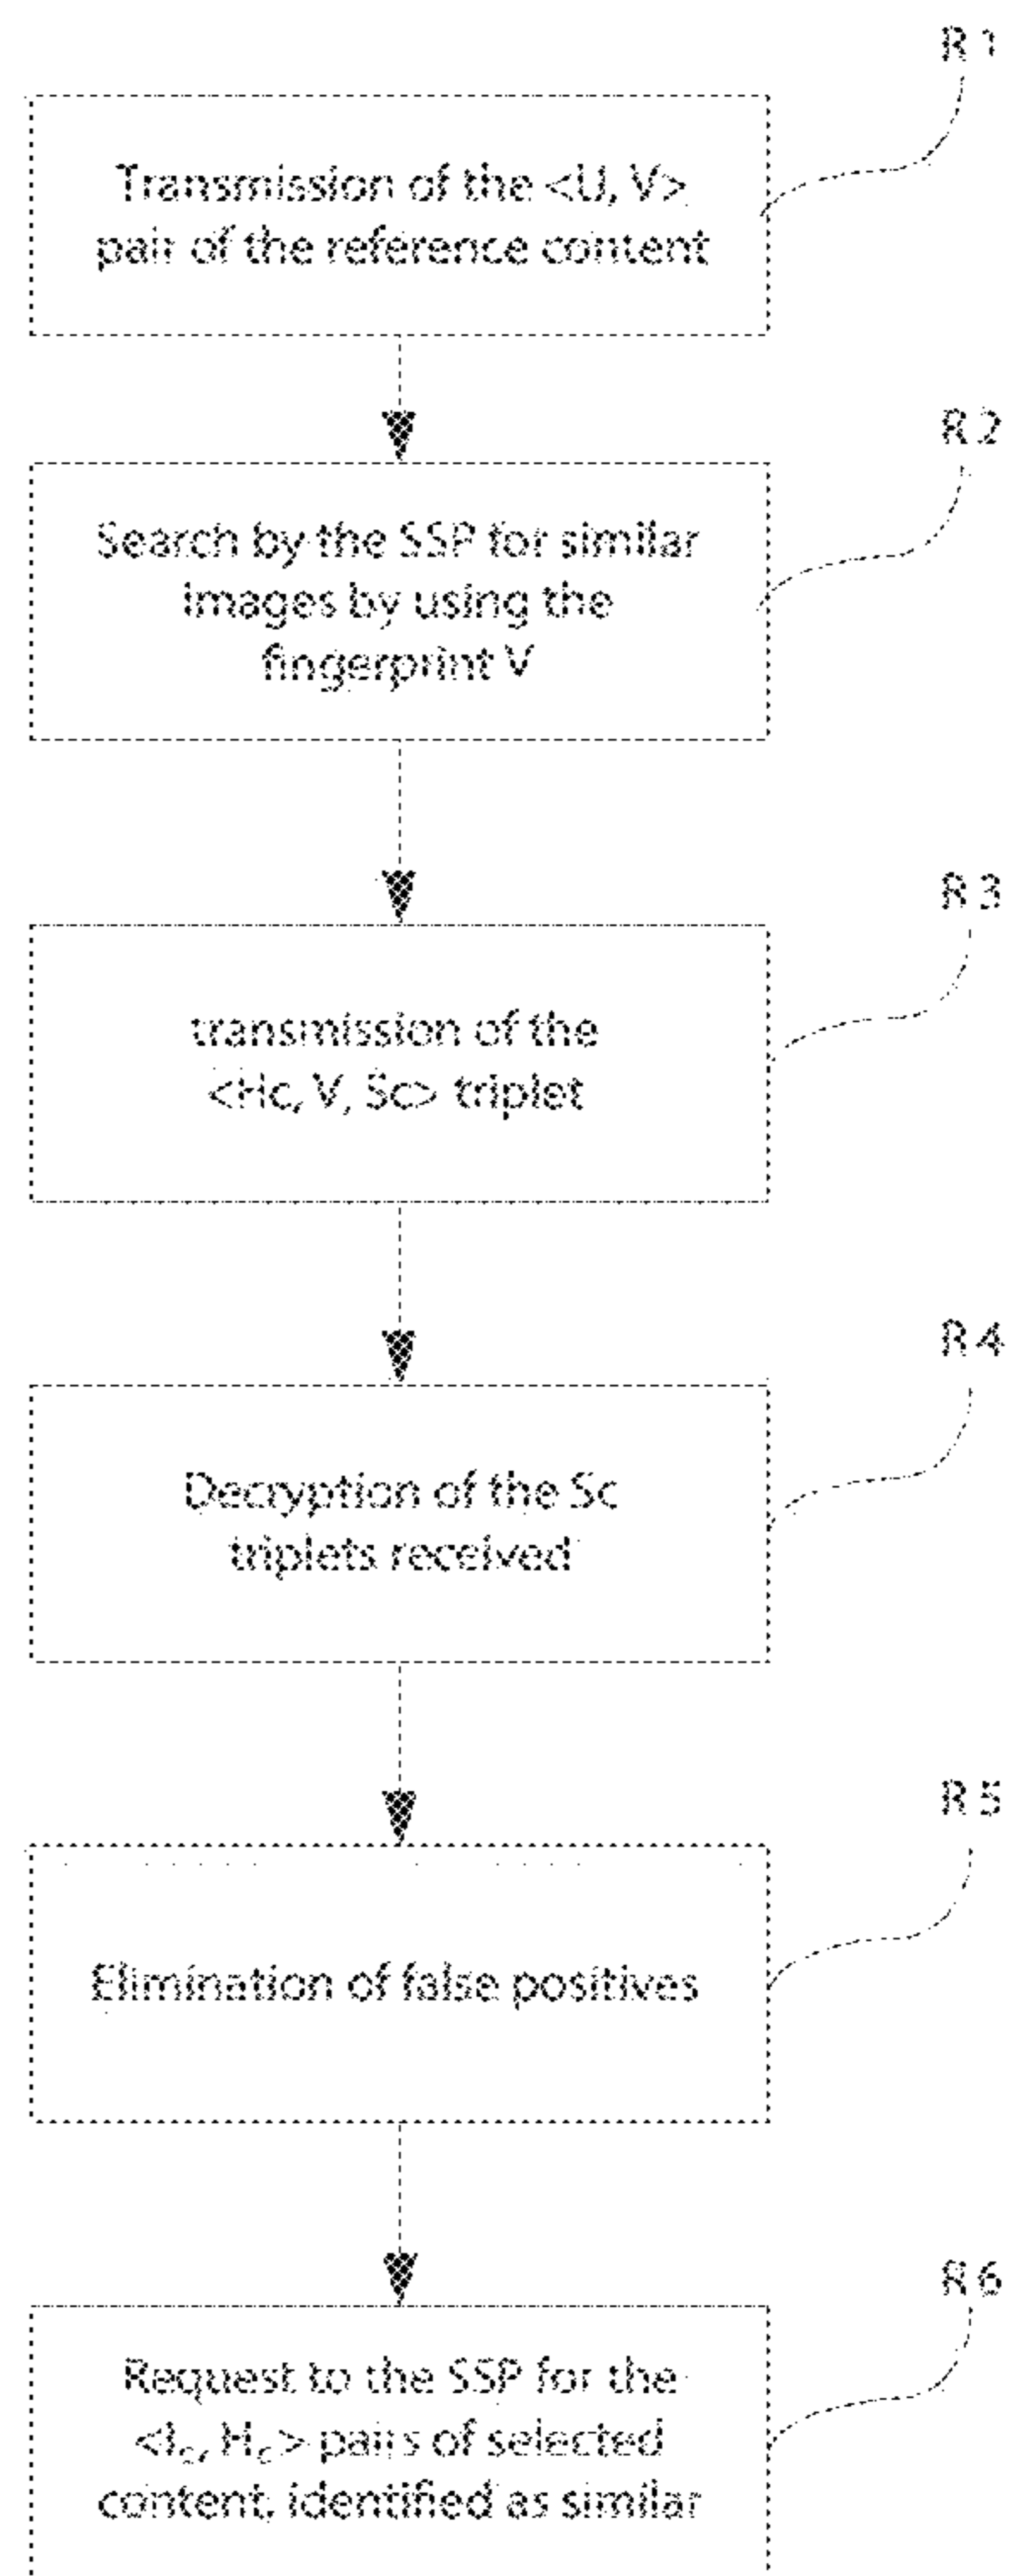 R1
Transmission of the <U, V>
pair of the reference content
R2
Search by the SSP for similar
images by using the
fingerprint V
R3
transmission of the
<Hc, V, Sc> triplet
R4
Decryption of the Sc
triplets received
R5
Elimination of false positives
R6
Request to the SSP for the
<Ic, Hc> pairs of selected
content, identified as similar